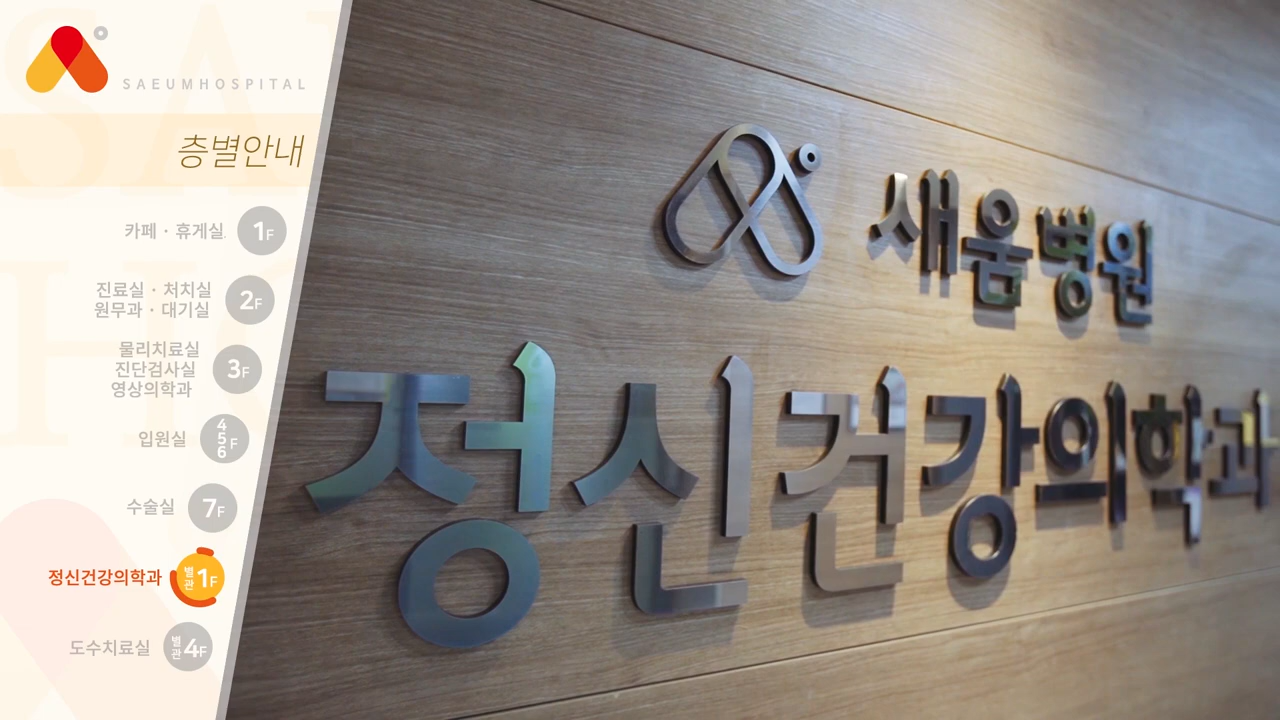 SAEUMHOSPITAL
층별안내
카페 · 휴게실
1F
진료실 · 처치실
원무과 · 대기실
2F
물리치료실
진단검사실
영상의학과
3F
입원실
4
5
6
F
수술실
7F
정신건강의학과
별관 1F
도수치료실
별관 4F
새움병원
정신건강의학과